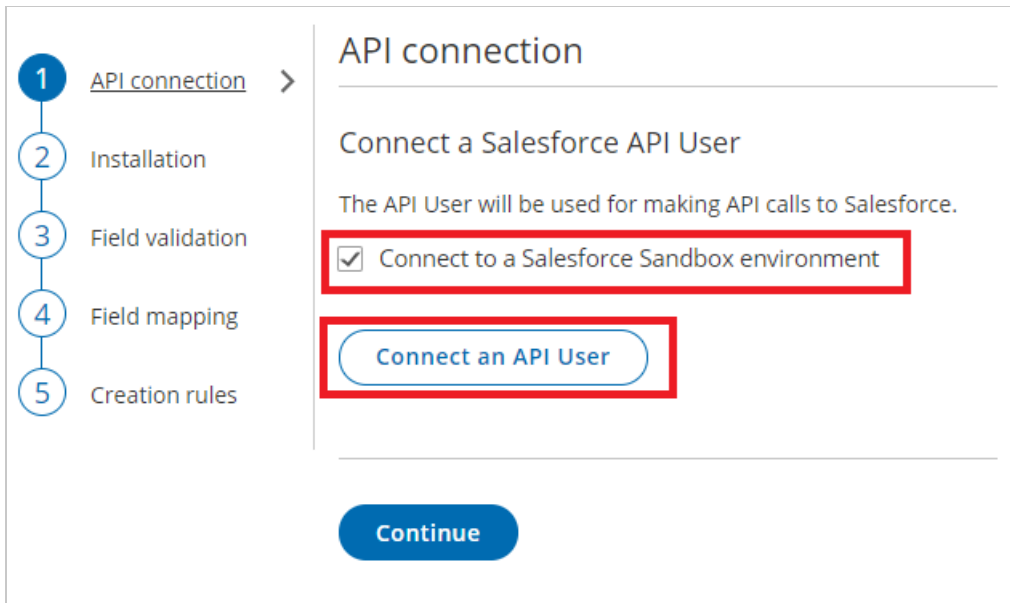 1 API connection
2 Installation
3 Field validation
4 Field mapping
5 Creation rules
API connection
Connect a Salesforce API User
The API User will be used for making API calls to Salesforce.
Connect to a Salesforce Sandbox environment
Connect an API User
Continue